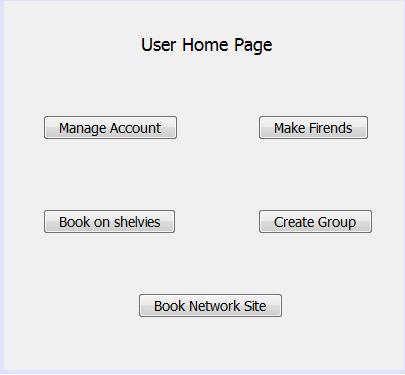 User Home Page
Manage Account
Make Firends
Book on shelvies
Create Group
Book Network Site